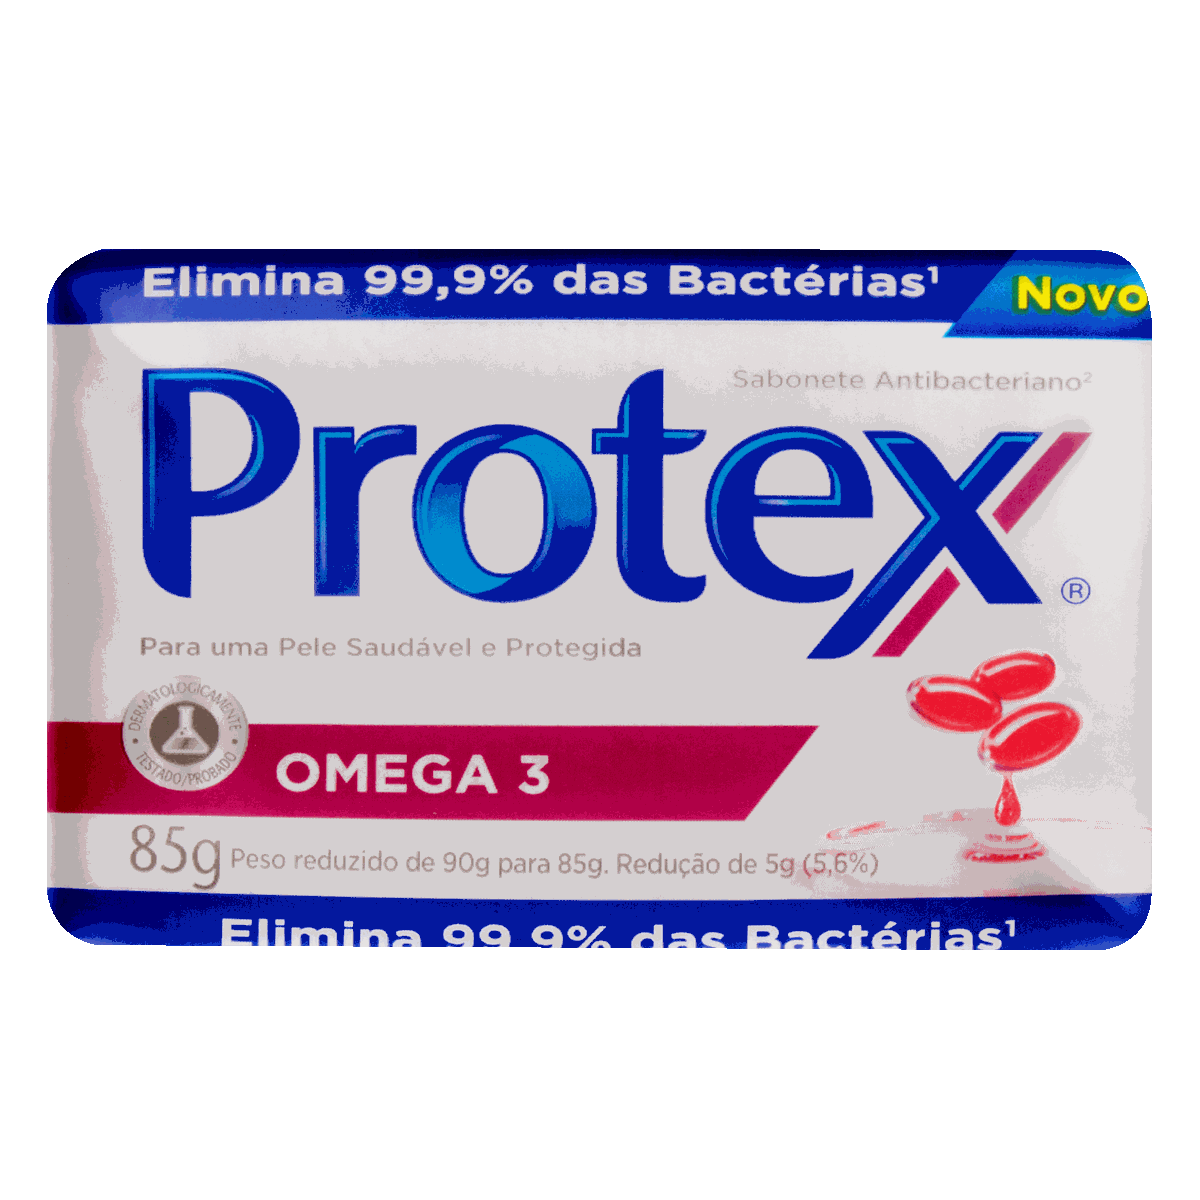 Elimina 99,9% das Bactérias¹
Novo
Sabonete Antibacteriano²
Protex
®
Para uma Pele Saudável e Protegida
DERMATOLOGICAMENTE
TESTADO/PROBADO
OMEGA 3
85g Peso reduzido de 90g para 85g. Redução de 5g (5,6%)
Elimina 99,9% das Bactérias¹